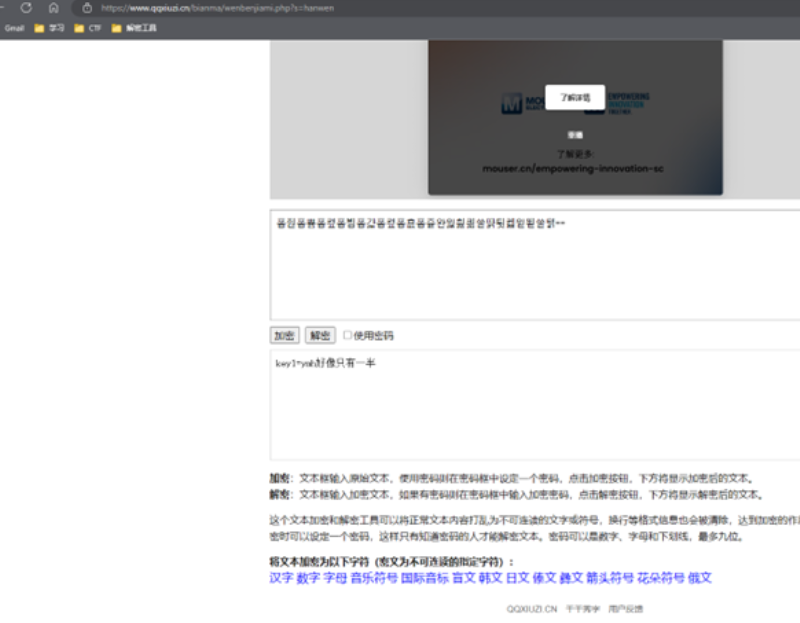 https://www.qqxiuzi.cn/bianma/wenbenjiami.php?s=hanwen
Gmail 学习 CTF 解密工具
了解详情
EMPOWERING
INNOVATION
TOGETHER
了解更多:
mouser.cn/empowering-innovation-sc
加密 解密 使用密码
key1=ynh好像只有一半
加密：文本框输入原始文本，使用密码则在密码框中设定一个密码，点击加密按钮，下方将显示加密后的文本。
解密：文本框输入加密文本，如果有密码则在密码框中输入加密密码，点击解密按钮，下方将显示解密后的文本。
这个文本加密和解密工具可以将正常文本内容打乱为不可连读的文字或符号，换行等格式信息也会被清除，达到加密的作
密时可以设定一个密码，这样只有知道密码的人才能解密文本。密码可以是数字、字母和下划线，最多九位。
将文本加密为以下字符（密文为不可连读的指定字符）：
汉字 数字 字母 音乐符号 国际音标 盲文 韩文 日文 傣文 彝文 箭头符号 花朵符号 俄文
QQXIUZI.CN 千千秀字 用户反馈